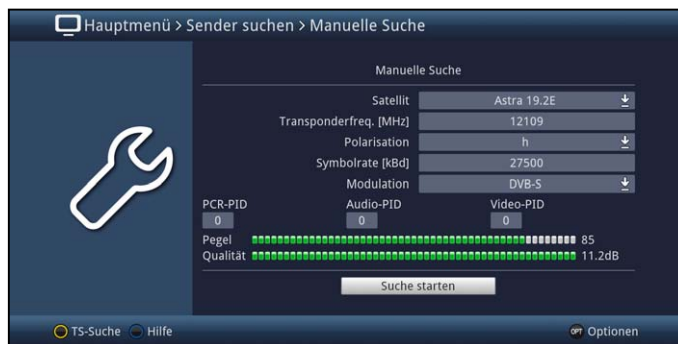 Hauptmenü > Sender suchen > Manuelle Suche
Manuelle Suche
Satellit Astra 19.2E
Transponderfreq. [MHz] 12109
Polarisation h
Symbolrate [kBd] 27500
Modulation DVB-S
PCR-PID Audio-PID Video-PID
0 0 0
Pegel 85
Qualität 11.2dB
Suche starten
TS-Suche Hilfe OPT Optionen